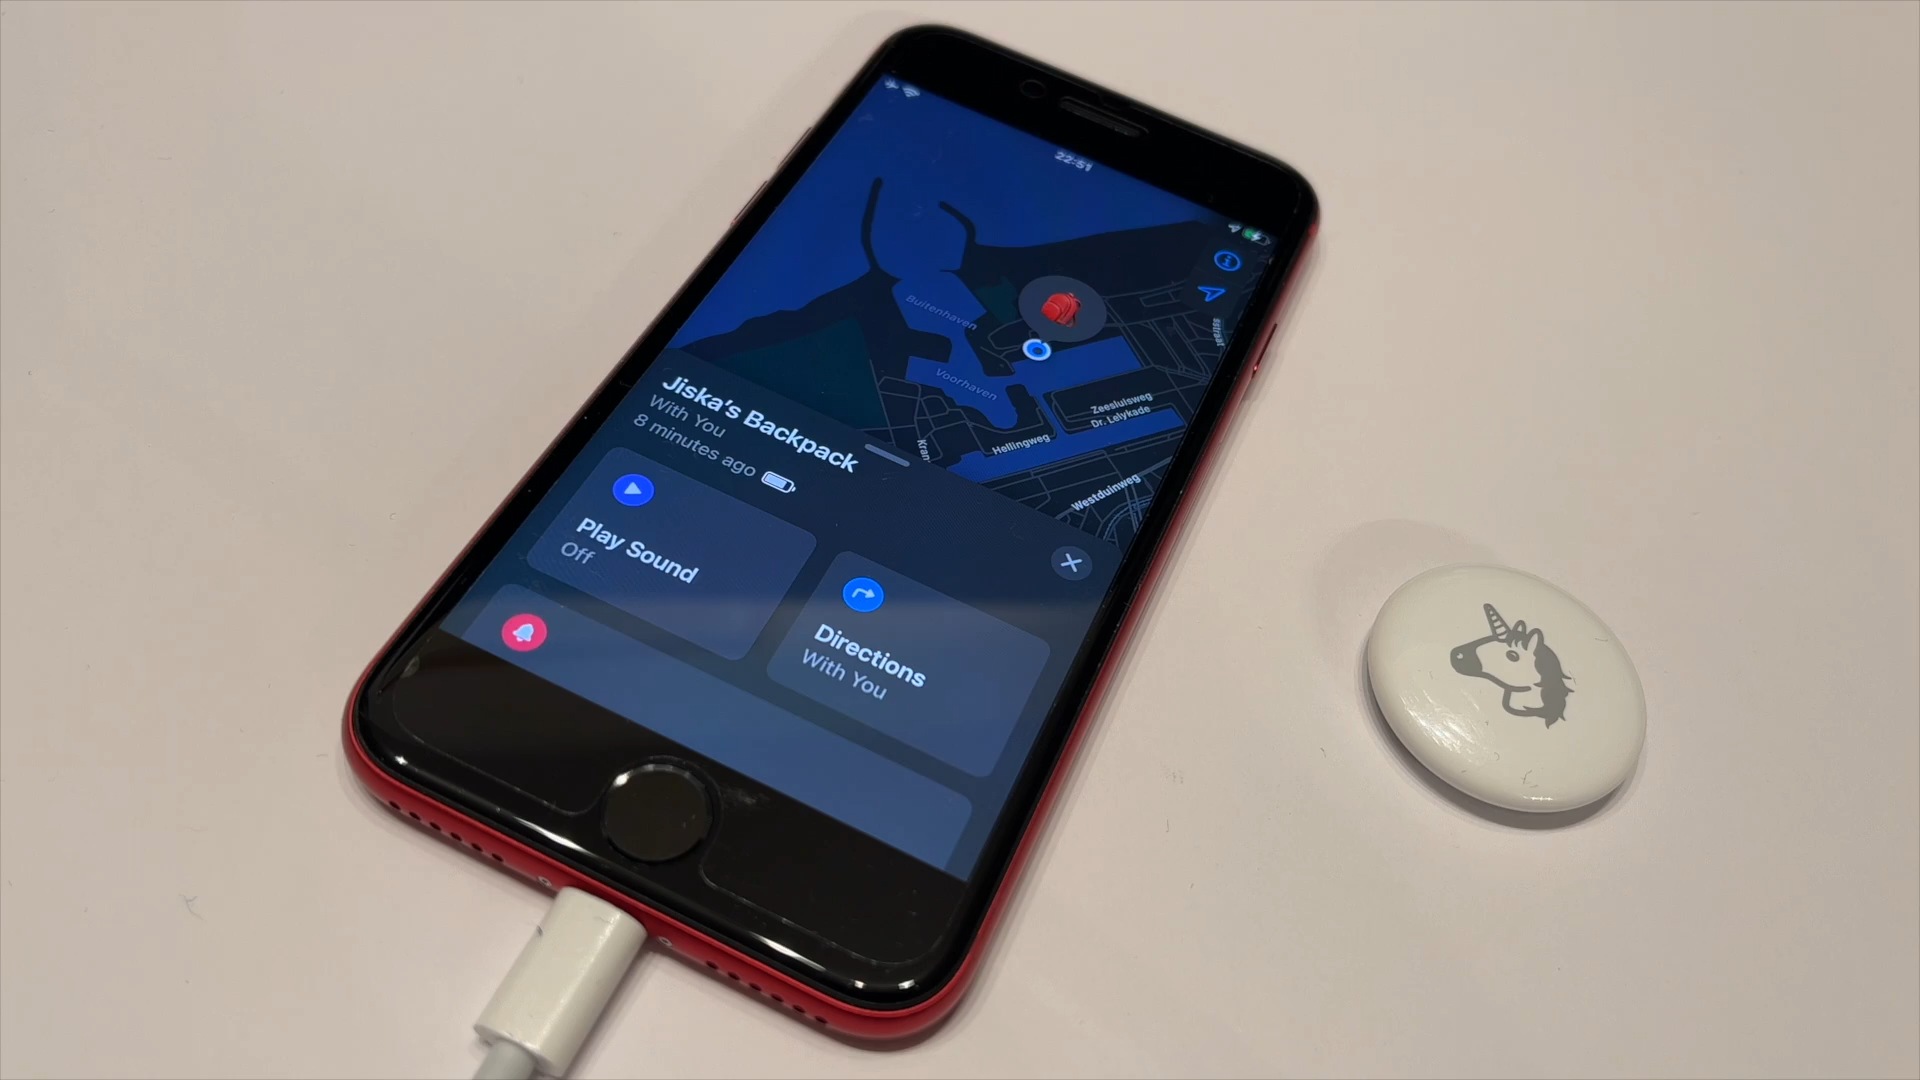 22:51
Buitenhaven
Voorhaven
Zeesluisweg
Dr. Lelykade
Hellingweg
Kran
Westduinweg
Jiska's Backpack
With You
8 minutes ago
Play Sound
Off
Directions
With You